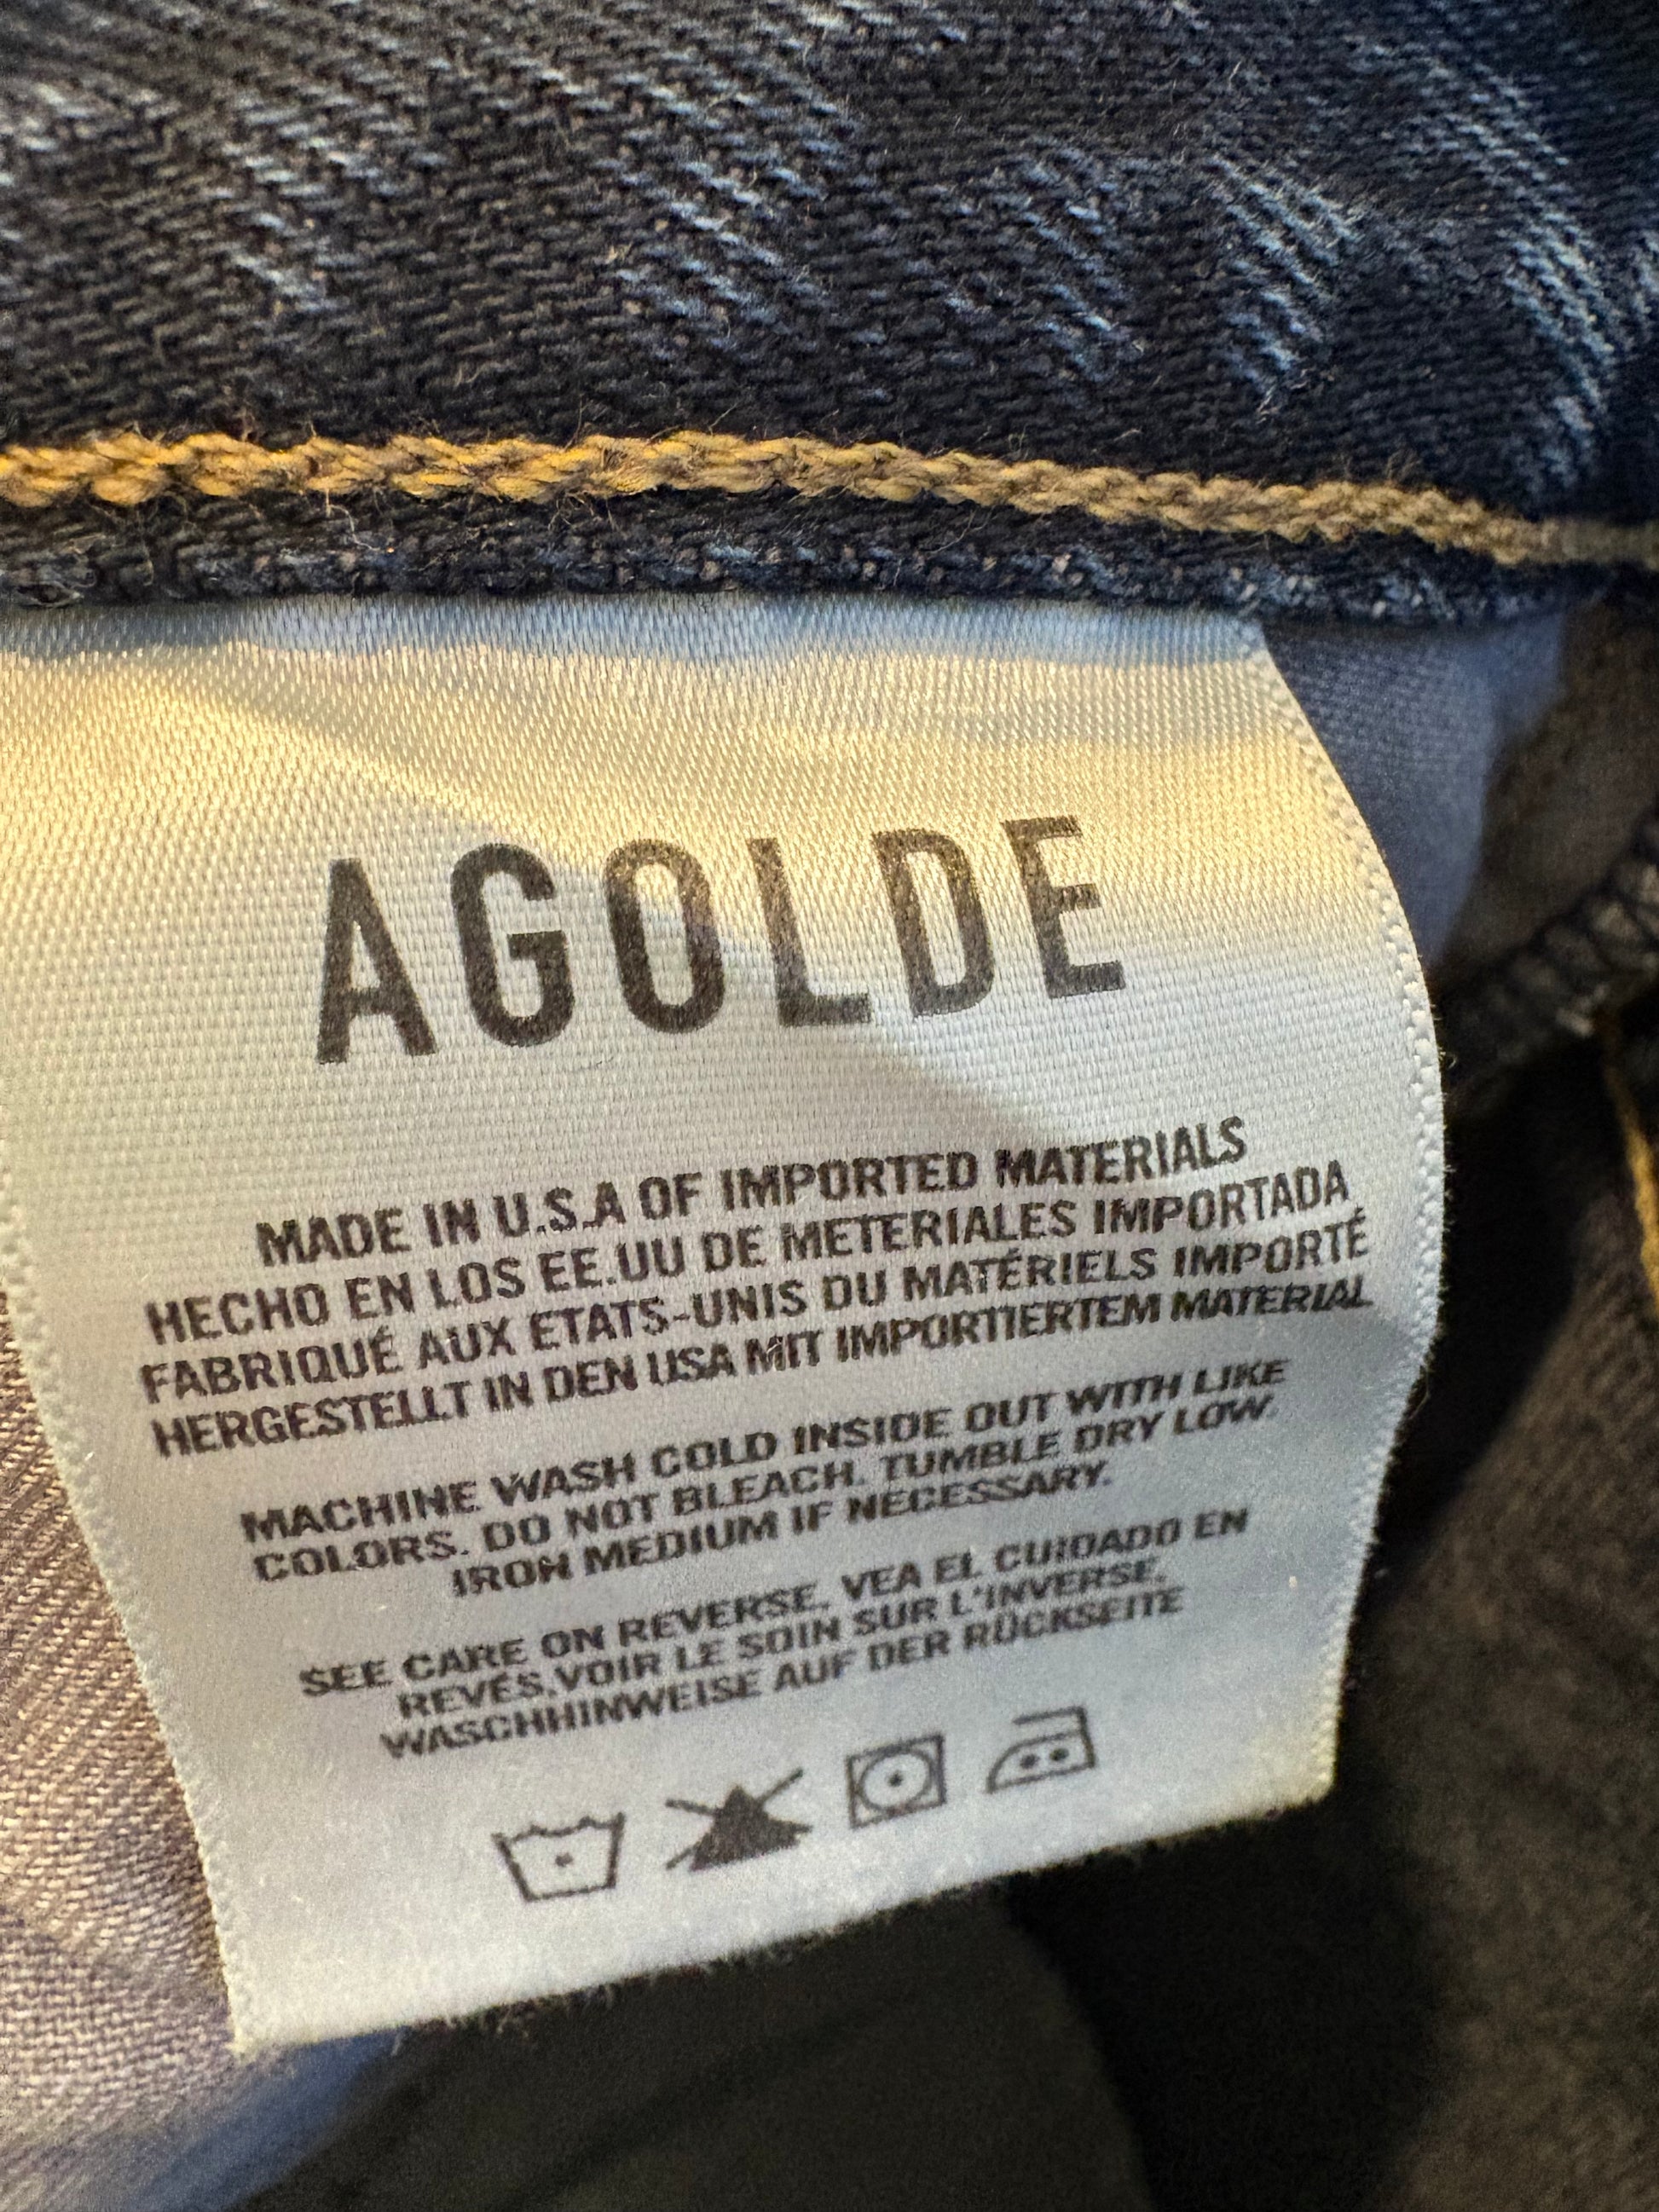 AGOLDE
MADE IN U.S.A OF IMPORTED MATERIALS
HECHO EN LOS EE.UU DE METERIALES IMPORTADA
FABRIQUÉ AUX ETATS-UNIS DU MATÉRIELS IMPORTÉ
HERGESTELLT IN DEN USA MIT IMPORTIERTEM MATERIAL
MACHINE WASH COLD INSIDE OUT WITH LIKE
COLORS. DO NOT BLEACH. TUMBLE DRY LOW.
IRON MEDIUM IF NECESSARY.
SEE CARE ON REVERSE. VEA EL CUIDADO EN
REVÉS.VOIR LE SOIN SUR L'INVERSE.
WASCHHINWEISE AUF DER RÜCKSEITE